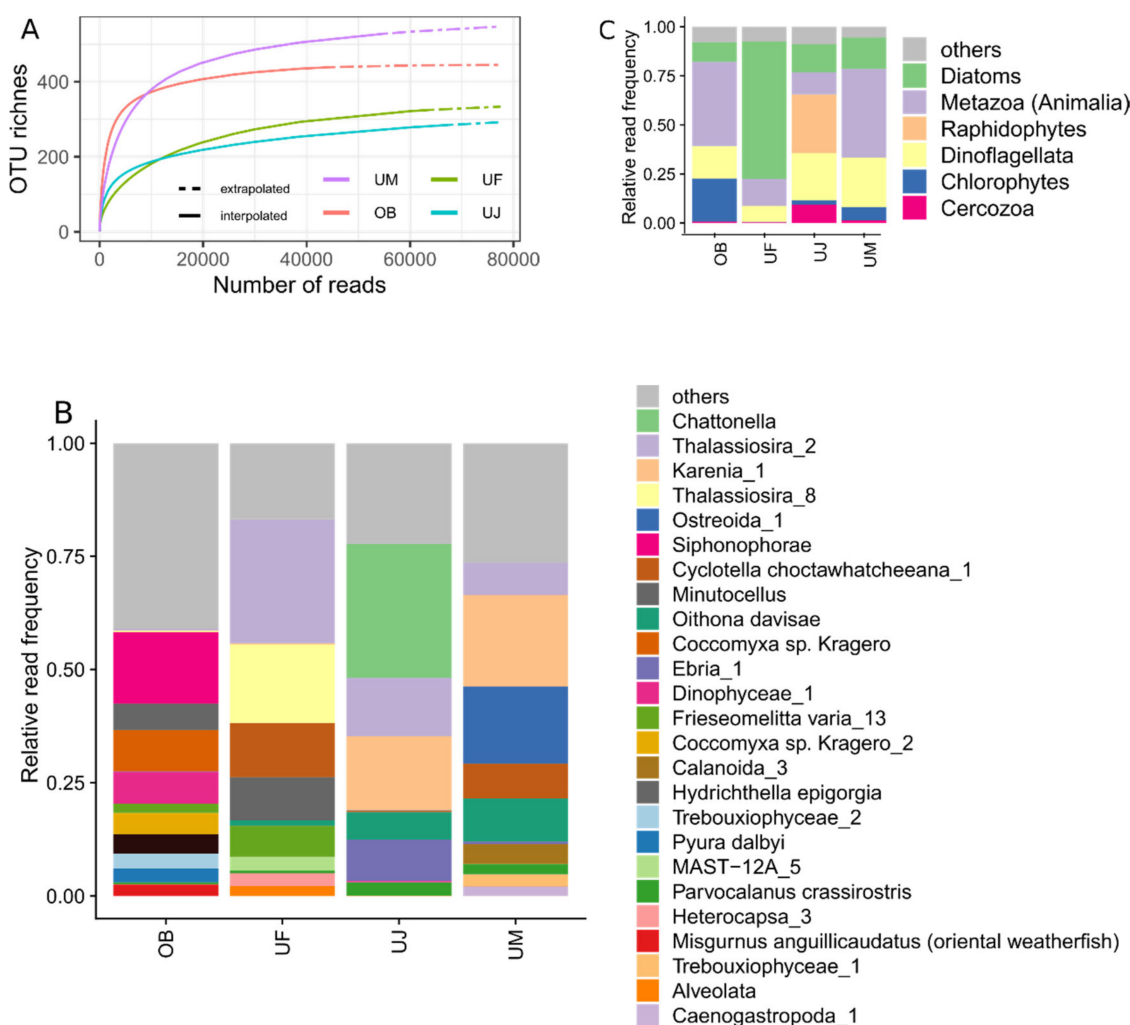 A
OTU richnes
400
200
0
extrapolated
interpolated
UM
UF
OB
UJ
0
20000
40000
60000
80000
Number of reads
C
Relative read frequency
1.00
0.75
0.50
0.25
0.00
OB
UF
UJ
UM
others
Diatoms
Metazoa (Animalia)
Raphidophytes
Dinoflagellata
Chlorophytes
Cercozoa
B
Relative read frequency
1.00
0.75
0.50
0.25
0.00
OB
UF
UJ
UM
others
Chattonella
Thalassiosira_2
Karenia_1
Thalassiosira_8
Ostreoida_1
Siphonophorae
Cyclotella choctawhatcheeana_1
Minutocellus
Oithona davisae
Coccomyxa sp. Kragero
Ebria_1
Dinophyceae_1
Frieseomelitta varia_13
Coccomyxa sp. Kragero_2
Calanoida_3
Hydrichthella epigorgia
Trebouxiophyceae_2
Pyura dalbyi
MAST−12A_5
Parvocalanus crassirostris
Heterocapsa_3
Misgurnus anguillicaudatus (oriental weatherfish)
Trebouxiophyceae_1
Alveolata
Caenogastropoda_1